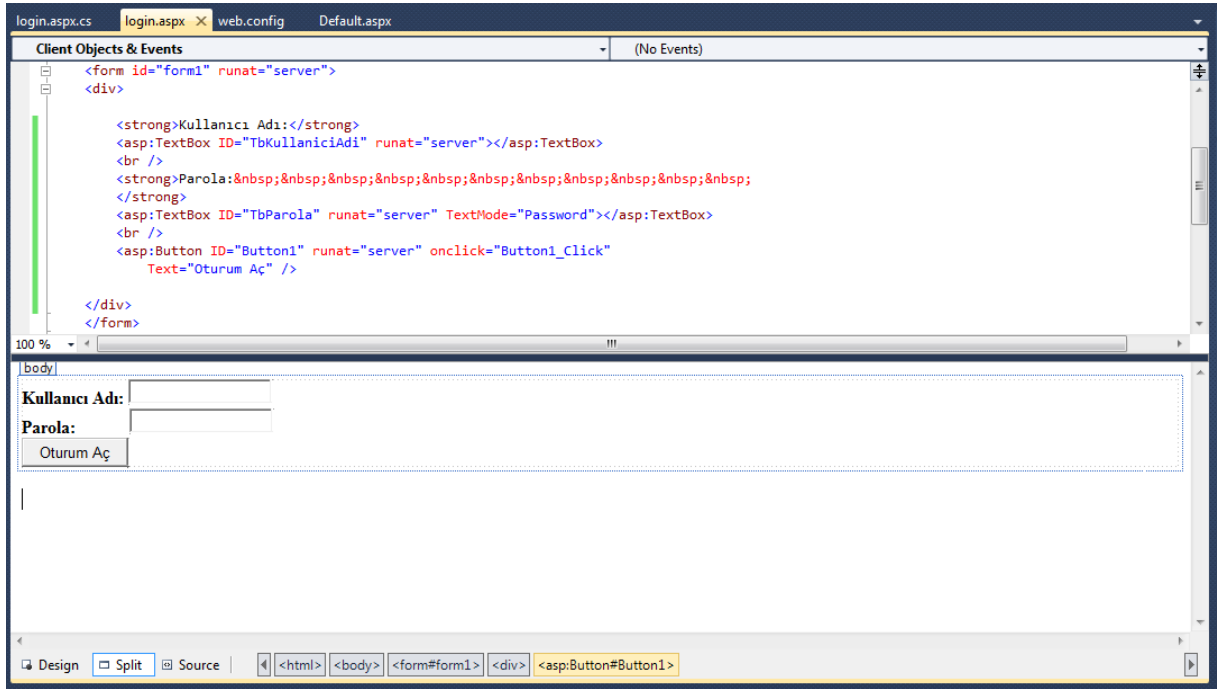 login.aspx.cs login.aspx web.config Default.aspx
Client Objects & Events (No Events)
<form id="form1" runat="server">
<div>
<strong>Kullanıcı Adı:</strong>
<asp:TextBox ID="TbKullaniciAdi" runat="server"></asp:TextBox>
<br />
<strong>Parola:&nbsp;&nbsp;&nbsp;&nbsp;&nbsp;&nbsp;&nbsp;&nbsp;&nbsp;&nbsp;&nbsp;
</strong>
<asp:TextBox ID="TbParola" runat="server" TextMode="Password"></asp:TextBox>
<br />
<asp:Button ID="Button1" runat="server" onclick="Button1_Click"
Text="Oturum Aç" />
</div>
</form>
100 %
body
Kullanıcı Adı:
Parola:
Oturum Aç
Design Split Source <html> <body> <form#form1> <div> <asp:Button#Button1>